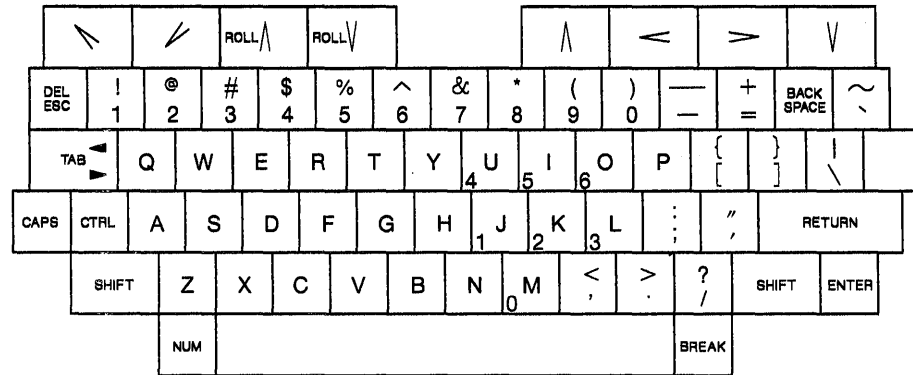 ROLL ROLL
! @ # $ % ^ & * ( ) — + ~
DEL ESC 1 2 3 4 5 6 7 8 9 0 — = BACK SPACE `
TAB Q W E R T Y U 4 I 5 O 6 P { [ } ] | \
CAPS CTRL A S D F G H J 1 K 2 L 3 : ; " ' RETURN
SHIFT Z X C V B N M 0 < , > . ? / SHIFT ENTER
NUM BREAK